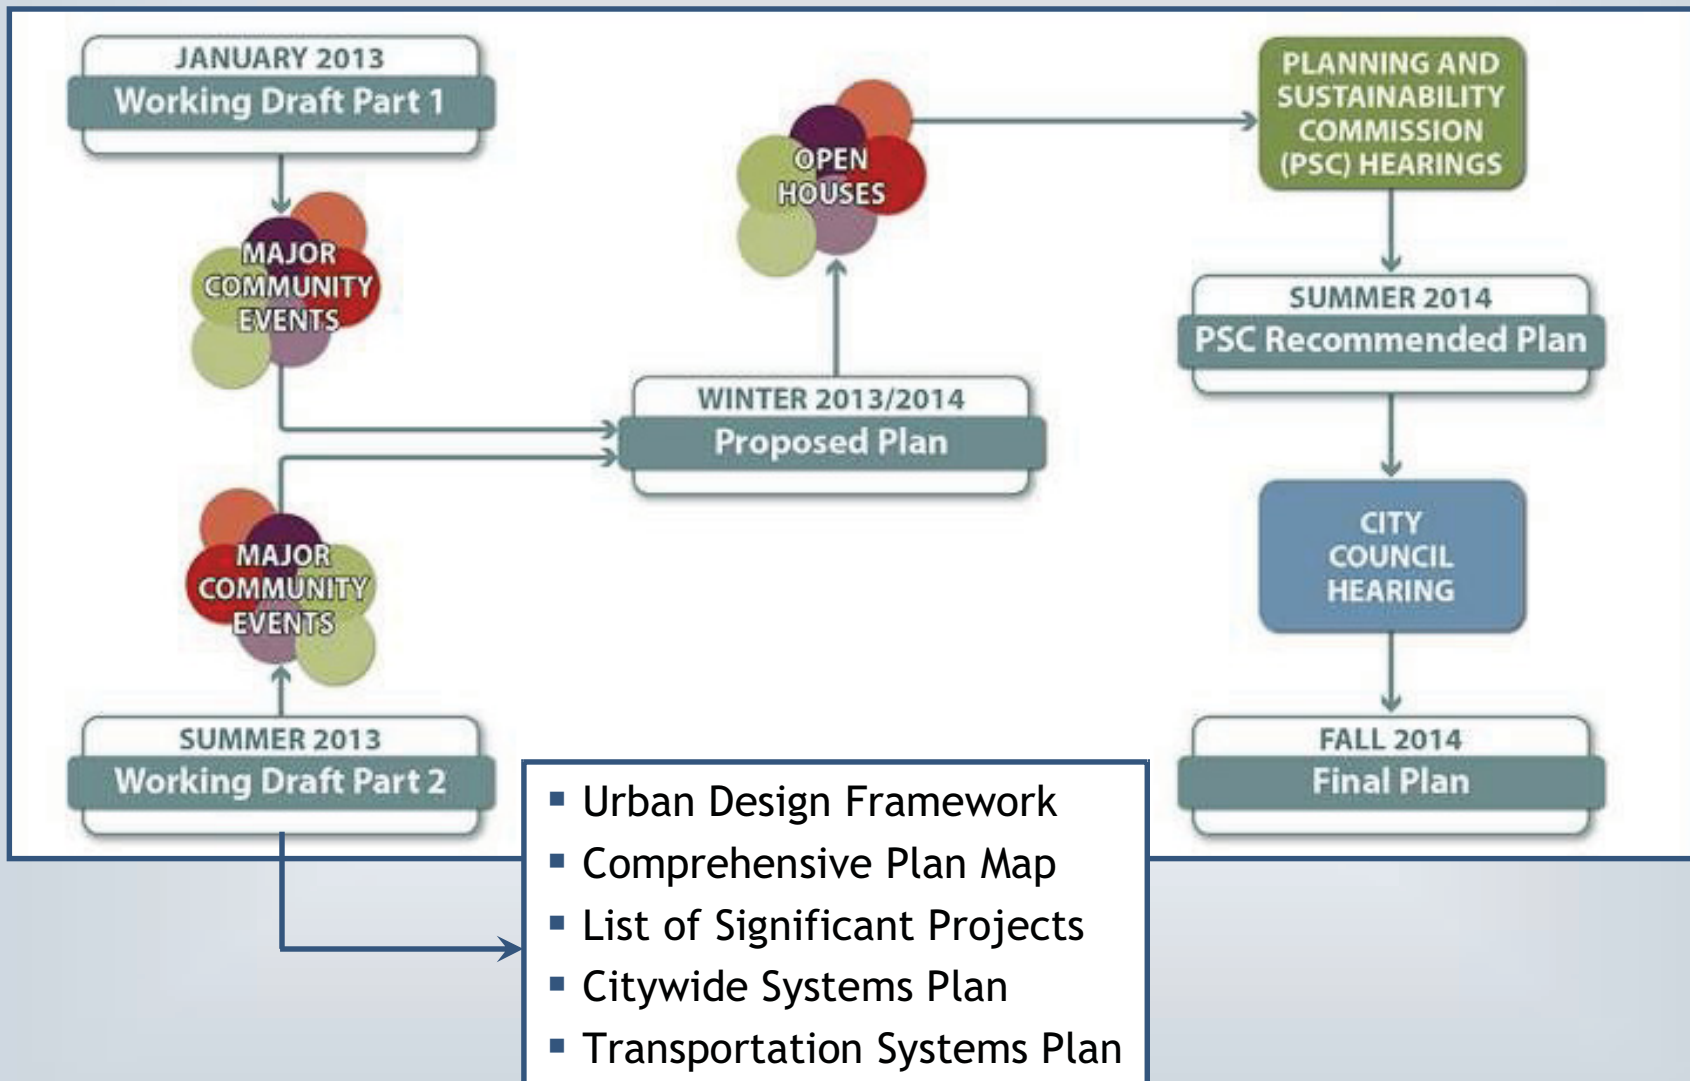 JANUARY 2013
Working Draft Part 1
MAJOR
COMMUNITY
EVENTS
MAJOR
COMMUNITY
EVENTS
SUMMER 2013
Working Draft Part 2
▪ Urban Design Framework
▪ Comprehensive Plan Map
▪ List of Significant Projects
▪ Citywide Systems Plan
▪ Transportation Systems Plan
WINTER 2013/2014
Proposed Plan
OPEN
HOUSES
PLANNING AND
SUSTAINABILITY
COMMISSION
(PSC) HEARINGS
SUMMER 2014
PSC Recommended Plan
CITY
COUNCIL
HEARING
FALL 2014
Final Plan